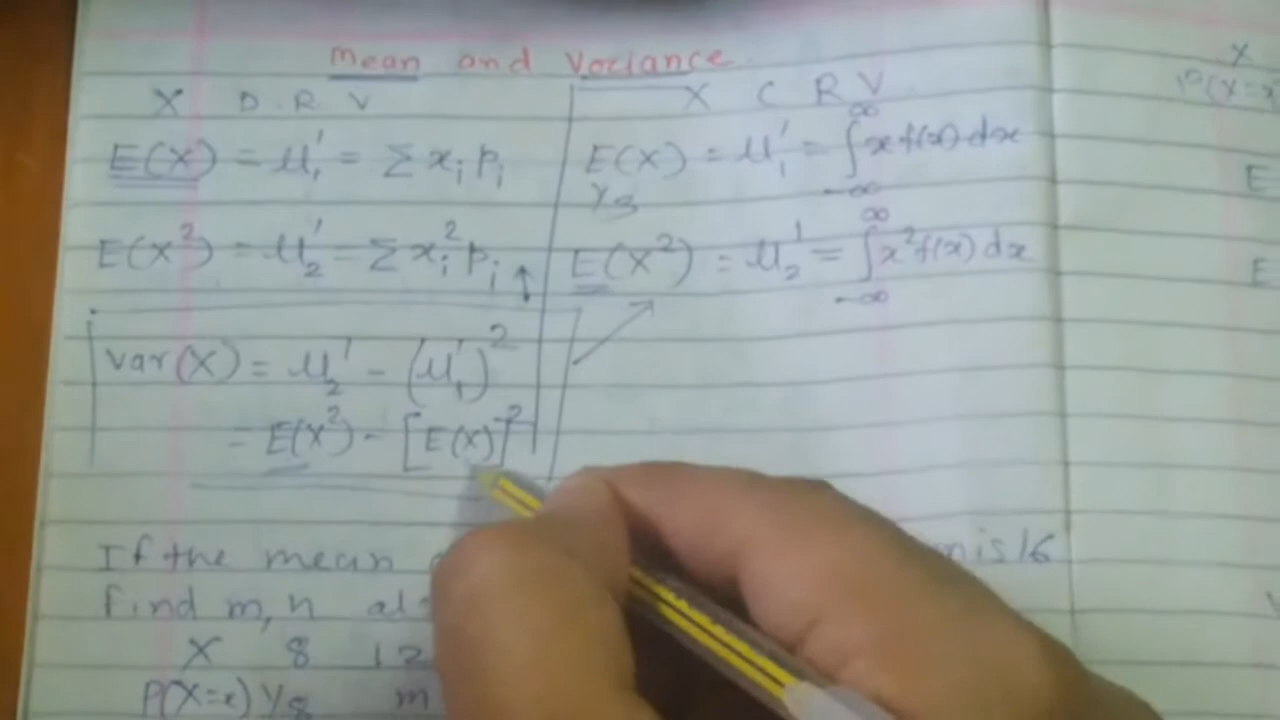 Mean and Variance
X D.R.V
E(X) = μ₁' = Σ xᵢ pᵢ
E(X²) = μ₂' = Σ xᵢ² pᵢ
Var(X) = μ₂' - (μ₁')²
= E(X²) - [E(X)]²
X C R V
E(X) = μ₁' = ∫_{-∞}^{∞} x f(x) dx
E(X²) = μ₂' = ∫_{-∞}^{∞} x² f(x) dx
If the mean is 16
find m, n
X 8 12
P(X=x) 1/8 m
X
P(X=x
E
E